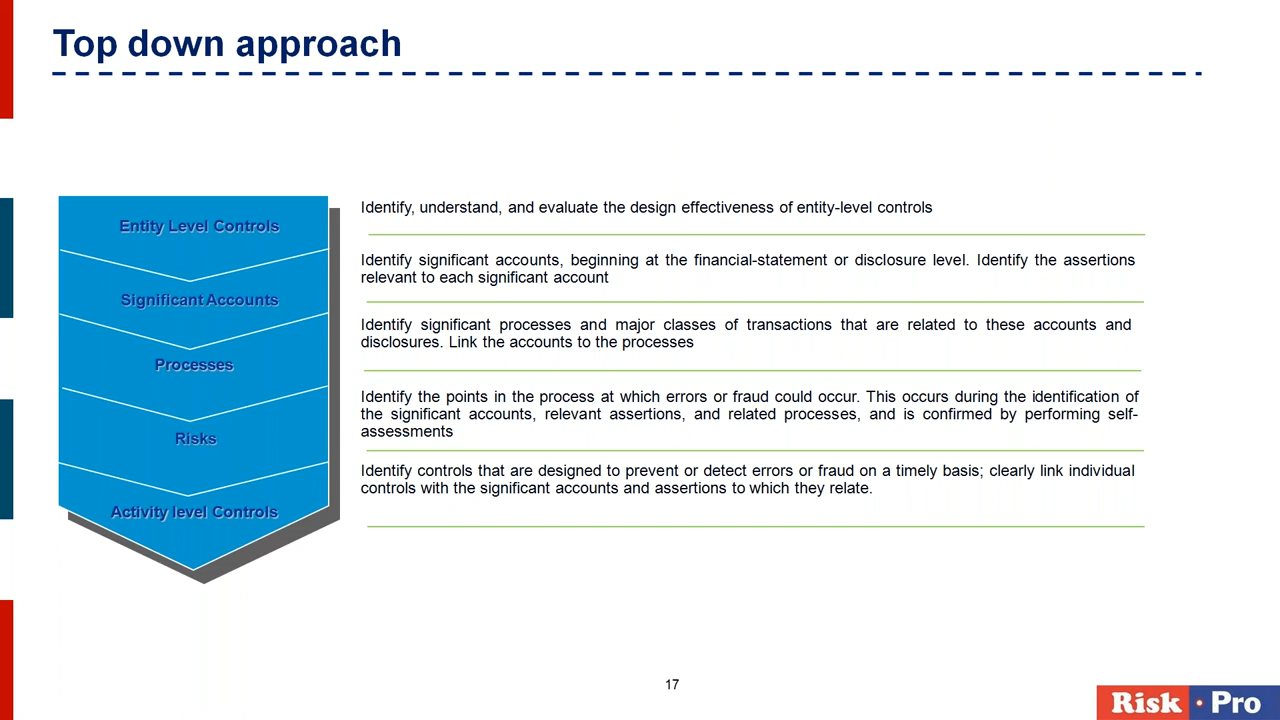 Top down approach
Entity Level Controls
Identify, understand, and evaluate the design effectiveness of entity-level controls
Significant Accounts
Identify significant accounts, beginning at the financial-statement or disclosure level. Identify the assertions
relevant to each significant account
Processes
Identify significant processes and major classes of transactions that are related to these accounts and
disclosures. Link the accounts to the processes
Risks
Identify the points in the process at which errors or fraud could occur. This occurs during the identification of
the significant accounts, relevant assertions, and related processes, and is confirmed by performing self-
assessments
Activity level Controls
Identify controls that are designed to prevent or detect errors or fraud on a timely basis; clearly link individual
controls with the significant accounts and assertions to which they relate.
17
Risk • Pro